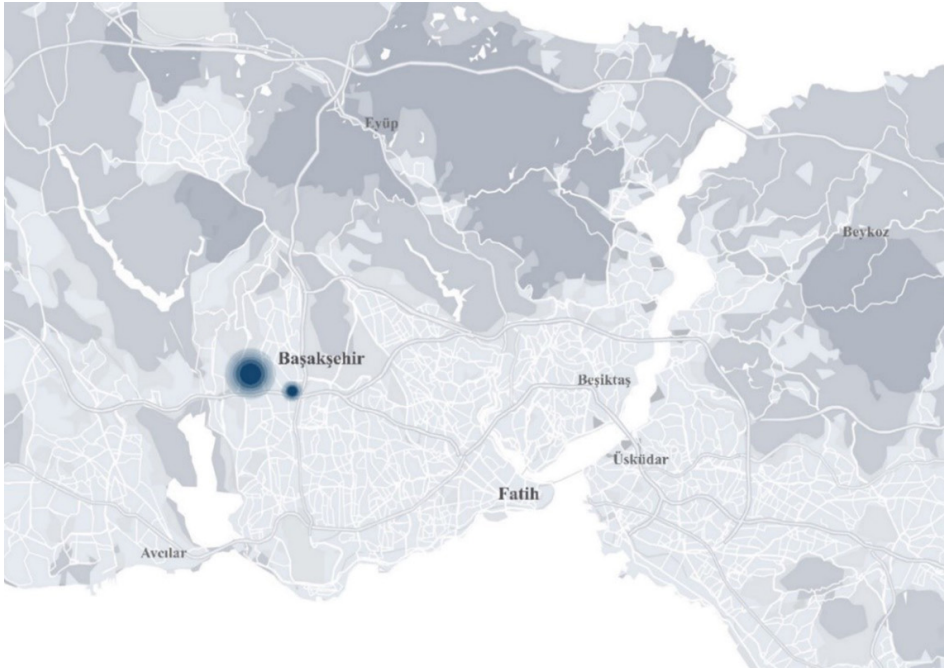 Eyüp
Beykoz
Başakşehir
Beşiktaş
Üsküdar
Fatih
Avcılar